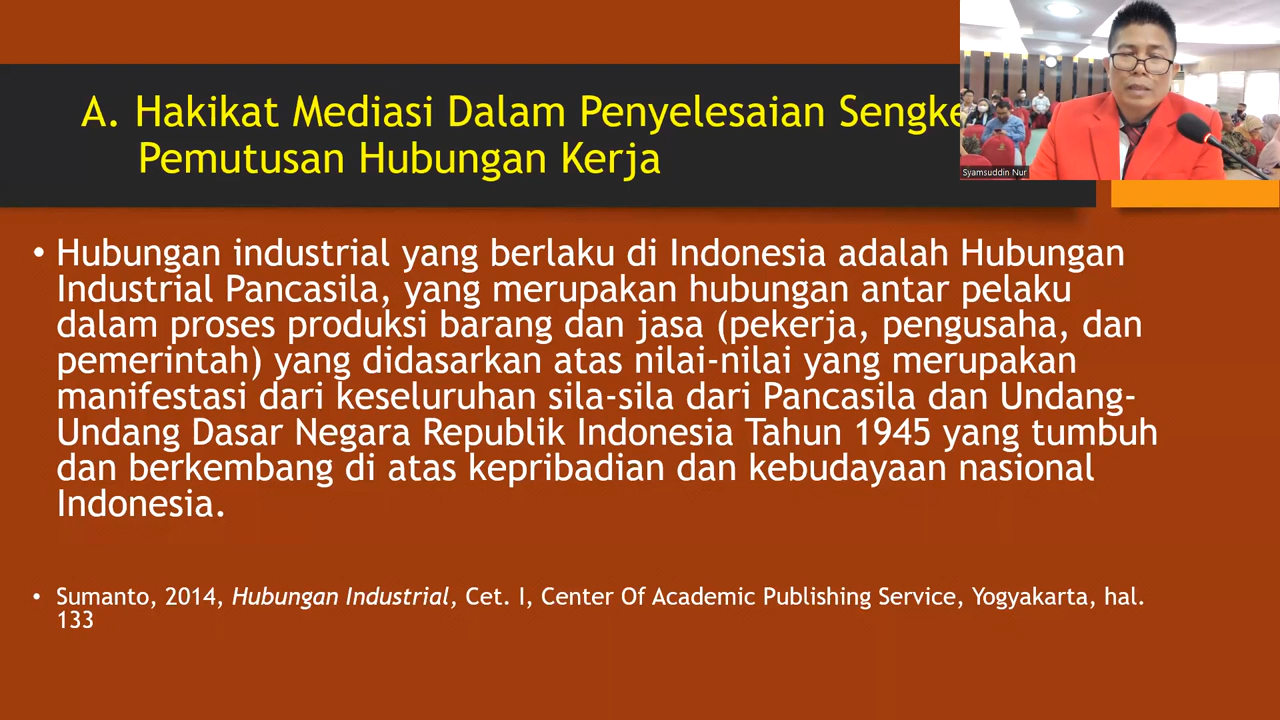 A. Hakikat Mediasi Dalam Penyelesaian Sengke
Pemutusan Hubungan Kerja
Syamsuddin Nur
• Hubungan industrial yang berlaku di Indonesia adalah Hubungan
Industrial Pancasila, yang merupakan hubungan antar pelaku
dalam proses produksi barang dan jasa (pekerja, pengusaha, dan
pemerintah) yang didasarkan atas nilai-nilai yang merupakan
manifestasi dari keseluruhan sila-sila dari Pancasila dan Undang-
Undang Dasar Negara Republik Indonesia Tahun 1945 yang tumbuh
dan berkembang di atas kepribadian dan kebudayaan nasional
Indonesia.
• Sumanto, 2014, Hubungan Industrial, Cet. I, Center Of Academic Publishing Service, Yogyakarta, hal.
133